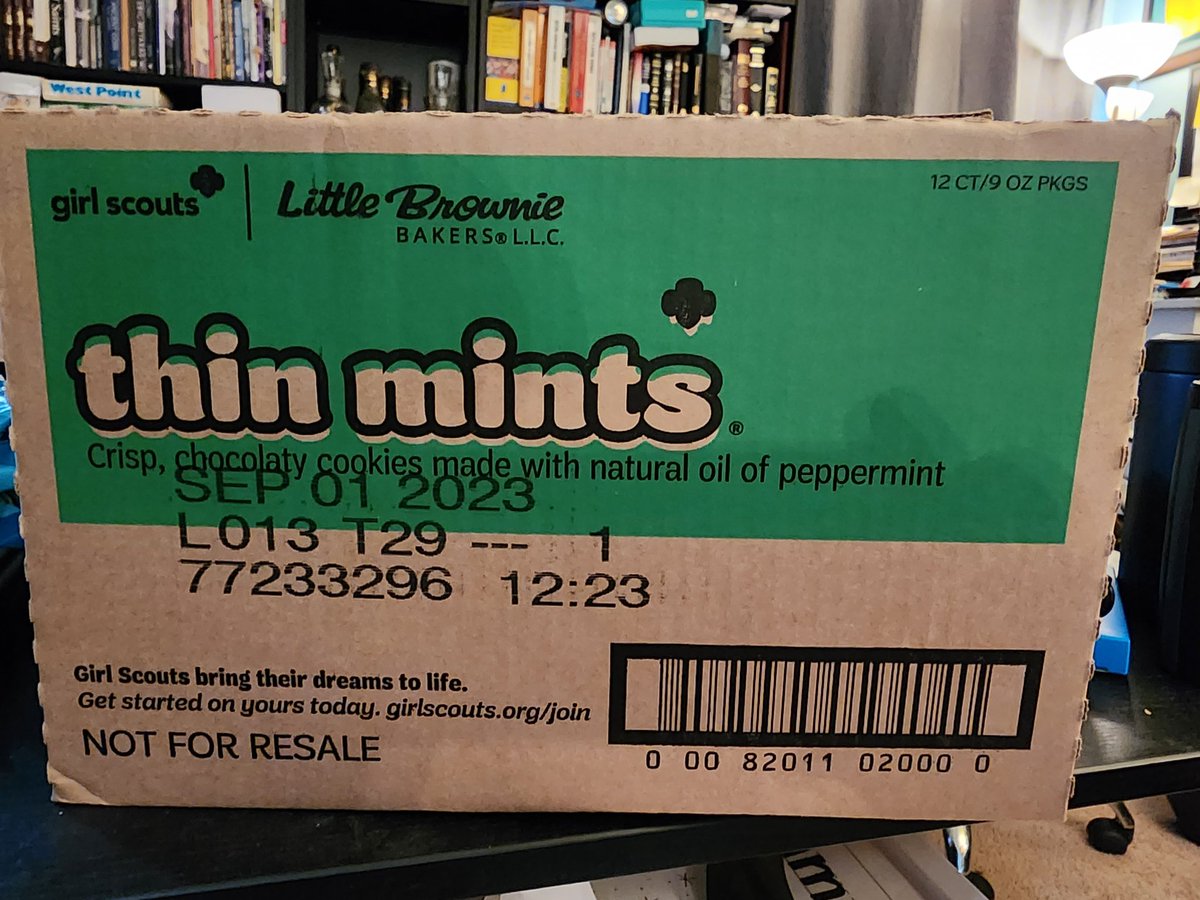 West Point
girl scouts
Little Brownie
BAKERS® L.L.C.
12 CT/9 OZ PKGS
thin mints®
Crisp, chocolaty cookies made with natural oil of peppermint
SEP 01 2023
L013 T29 --- 1
77233296 12:23
Girl Scouts bring their dreams to life.
Get started on yours today. girlscouts.org/join
NOT FOR RESALE
0 00 82011 02000 0
m